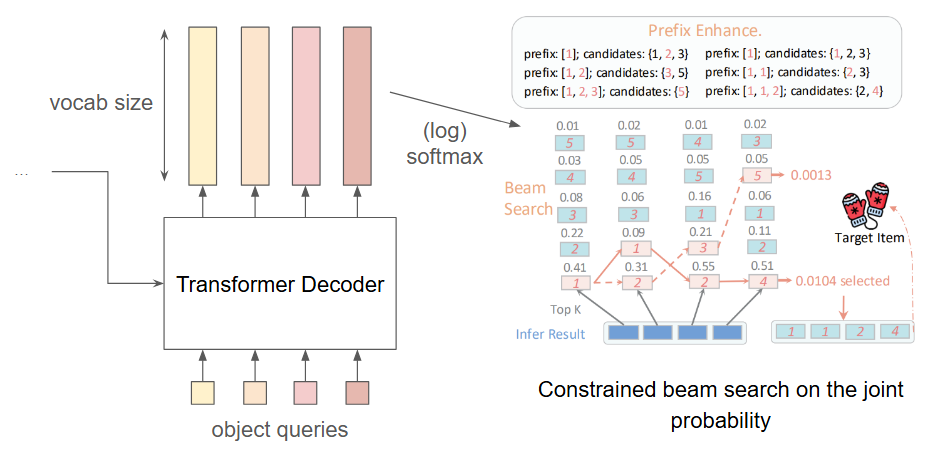 vocab size
...
Transformer Decoder
object queries
(log)
softmax
Prefix Enhance.
prefix: [1]; candidates: {1, 2, 3}
prefix: [1, 2]; candidates: {3, 5}
prefix: [1, 2, 3]; candidates: {5}
prefix: [1]; candidates: {1, 2, 3}
prefix: [1, 1]; candidates: {2, 3}
prefix: [1, 1, 2]; candidates: {2, 4}
0.01 0.02 0.01 0.02
5 5 4 3
0.03 0.05 0.05 0.05
4 4 5 5 0.0013
Beam
Search
0.08 0.06 0.16 0.06
3 3 1 1
0.22 0.09 0.21 0.11
2 1 3 2
0.41 0.31 0.55 0.51
1 2 2 4 0.0104 selected
Target Item
Top K
Infer Result
1 1 2 4
Constrained beam search on the joint
probability